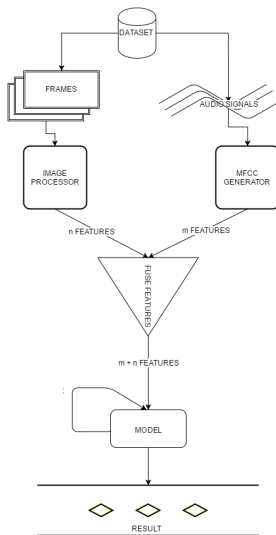 DATASET
FRAMES
AUDIO SIGNALS
IMAGE
PROCESSOR
MFCC
GENERATOR
n FEATURES
m FEATURES
FUSE FEATURES
m + n FEATURES
:
MODEL
RESULT